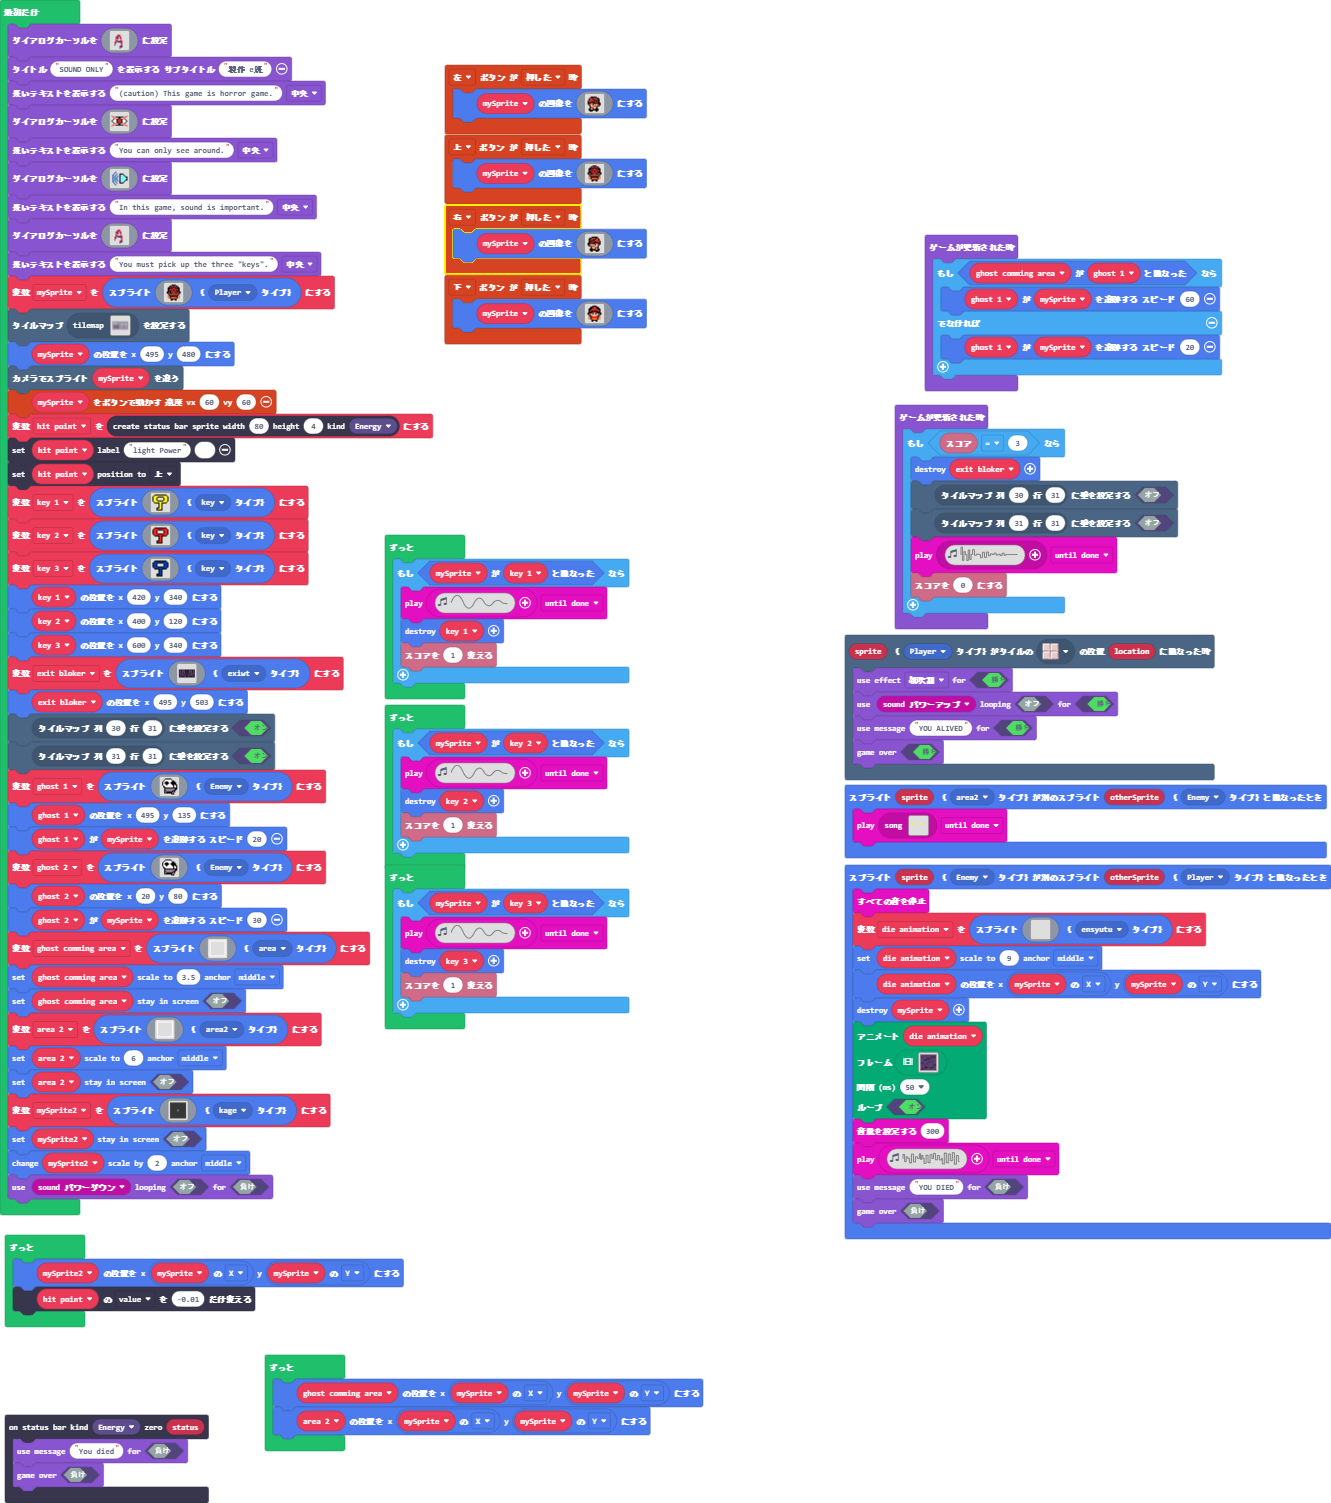 最初だけ
ダイアログカーソルを に設定
タイトル "SOUND ONLY" を表示する サブタイトル "製作 e班"
長いテキストを表示する "(caution) This game is horror game." 中央
ダイアログカーソルを に設定
長いテキストを表示する "You can only see around." 中央
ダイアログカーソルを に設定
長いテキストを表示する "In this game, sound is important." 中央
ダイアログカーソルを に設定
長いテキストを表示する "You must pick up the three "keys". 中央
変数 mySprite を スプライト ( Player タイプ) にする
タイルマップ tilemap を設定する
mySprite の位置を x 495 y 480 にする
カメラでスプライト mySprite を追う
mySprite をボタンで動かす 速度 vx 60 vy 60
変数 hit point を create status bar sprite width 80 height 4 kind Energy にする
set hit point label "light Power"
set hit point position to 上
変数 key 1 を スプライト ( key タイプ) にする
変数 key 2 を スプライト ( key タイプ) にする
変数 key 3 を スプライト ( key タイプ) にする
key 1 の位置を x 420 y 340 にする
key 2 の位置を x 400 y 120 にする
key 3 の位置を x 600 y 340 にする
変数 exit bloker を スプライト ( exiwt タイプ) にする
exit bloker の位置を x 495 y 503 にする
タイルマップ 列 30 行 31 に壁を設定する オン
タイルマップ 列 31 行 31 に壁を設定する オン
変数 ghost 1 を スプライト ( Enemy タイプ) にする
ghost 1 の位置を x 495 y 135 にする
ghost 1 が mySprite を追跡する スピード 20
変数 ghost 2 を スプライト ( Enemy タイプ) にする
ghost 2 の位置を x 20 y 80 にする
ghost 2 が mySprite を追跡する スピード 30
変数 ghost comming area を スプライト ( area タイプ) にする
set ghost comming area scale to 3.5 anchor middle
set ghost comming area stay in screen オフ
変数 area 2 を スプライト ( area2 タイプ) にする
set area 2 scale to 6 anchor middle
set area 2 stay in screen オフ
変数 mySprite2 を スプライト ( kage タイプ) にする
set mySprite2 stay in screen オフ
change mySprite2 scale by 2 anchor middle
use sound パワーダウン looping オフ for 負け
ずっと
mySprite2 の位置を x mySprite の X y mySprite の Y にする
hit point の value を -0.01 だけ変える
on status bar kind Energy zero status
use message "You died" for 負け
game over 負け
ずっと
ghost comming area の位置を x mySprite の X y mySprite の Y にする
area 2 の位置を x mySprite の X y mySprite の Y にする
左 ボタン が 押した 時
mySprite の画像を にする
上 ボタン が 押した 時
mySprite の画像を にする
右 ボタン が 押した 時
mySprite の画像を にする
下 ボタン が 押した 時
mySprite の画像を にする
ずっと
もし mySprite が key 1 と重なった なら
play until done
destroy key 1
スコアを 1 変える
ずっと
もし mySprite が key 2 と重なった なら
play until done
destroy key 2
スコアを 1 変える
ずっと
もし mySprite が key 3 と重なった なら
play until done
destroy key 3
スコアを 1 変える
ゲームが更新された時
もし ghost comming area が ghost 1 と重なった なら
ghost 1 が mySprite を追跡する スピード 60
でなければ
ghost 1 が mySprite を追跡する スピード 20
ゲームが更新された時
もし スコア = 3 なら
destroy exit bloker
タイルマップ 列 30 行 31 に壁を設定する オフ
タイルマップ 列 31 行 31 に壁を設定する オフ
play until done
スコアを 0 にする
sprite ( Player タイプ) がタイルの の位置 location に重なった時
use effect 紙吹雪 for 勝ち
use sound パワーアップ looping オフ for 勝ち
use message "YOU ALIVED" for 勝ち
game over 勝ち
スプライト sprite ( area2 タイプ) が別のスプライト otherSprite ( Enemy タイプ) と重なったとき
play song until done
スプライト sprite ( Enemy タイプ) が別のスプライト otherSprite ( Player タイプ) と重なったとき
すべての音を停止
変数 die animation を スプライト ( ensyutu タイプ) にする
set die animation scale to 9 anchor middle
die animation の位置を x mySprite の X y mySprite の Y にする
destroy mySprite
アニメート die animation
フレーム
間隔 (ms) 50
ループ オン
音量を設定する 300
play until done
use message "YOU DIED" for 負け
game over 負け